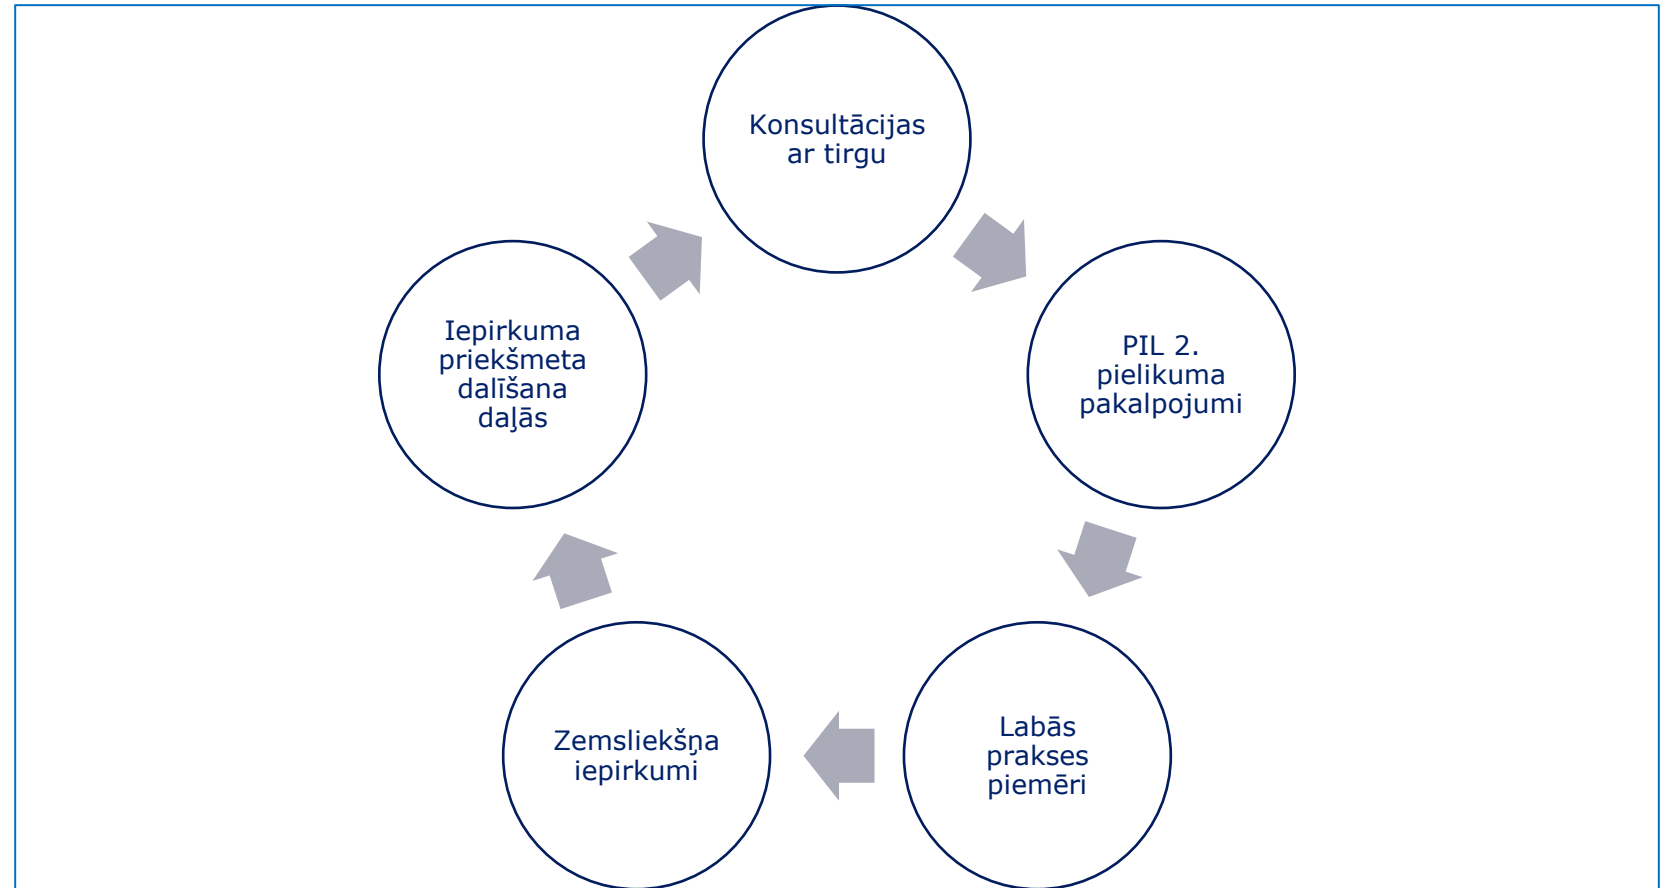 Konsultācijas
ar tirgu
PIL 2.
pielikuma
pakalpojumi
Labās
prakses
piemēri
Zemsliekšņa
iepirkumi
Iepirkuma
priekšmeta
dalīšana
daļās